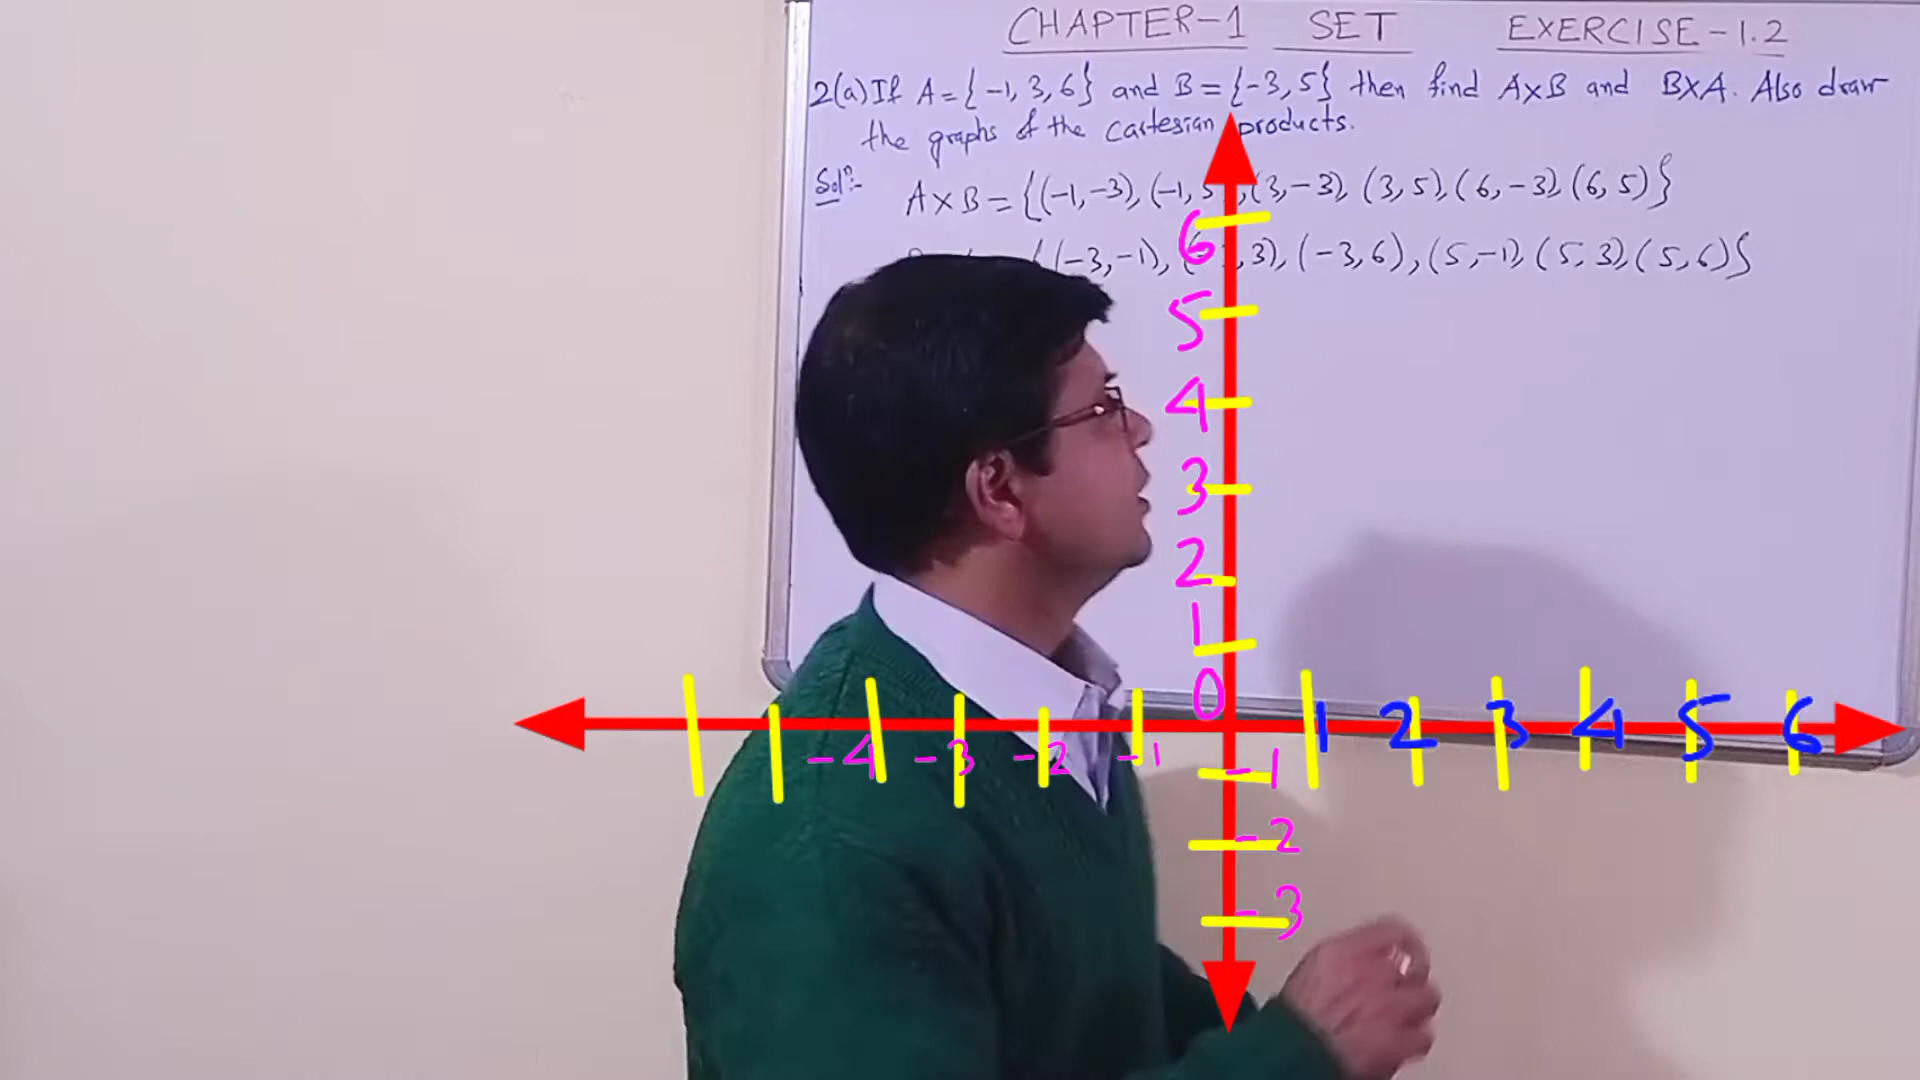 CHAPTER-1 SET EXERCISE-1.2
2(a) If A = {-1, 3, 6} and B = {-3, 5} then find A×B and B×A. Also draw
the graphs of the Cartesian products.
Solⁿ:- A×B = {(-1,-3), (-1,5), (3,-3), (3,5), (6,-3), (6,5)}
{(-3,-1), 3), (-3,6), (5,-1), (5,3), (5,6)}
6
5
4
3
2
1
0
-4 -3 -2 -1 1 2 3 4 5 6
-1
-2
-3